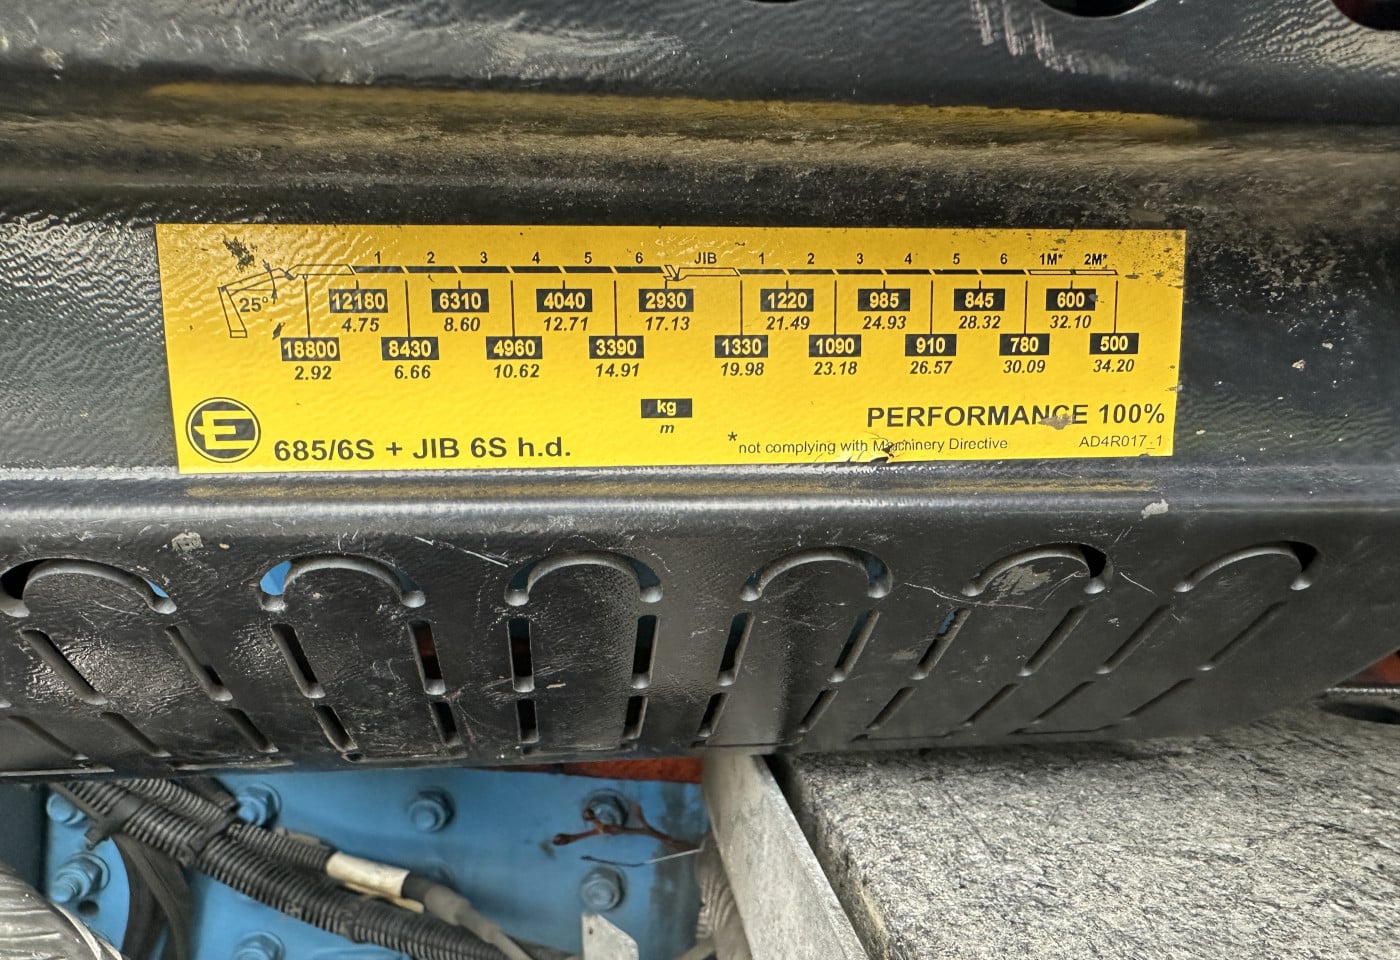 1 2 3 4 5 6 JIB 1 2 3 4 5 6 1M* 2M*
25°
12180 6310 4040 2930 1220 985 845 600
4.75 8.60 12.71 17.13 21.49 24.93 28.32 32.10
18800 8430 4960 3390 1330 1090 910 780 500
2.92 6.66 10.62 14.91 19.98 23.18 26.57 30.09 34.20
kg
m
PERFORMANCE 100%
E 685/6S + JIB 6S h.d.
*not complying with Machinery Directive
AD4R017-1